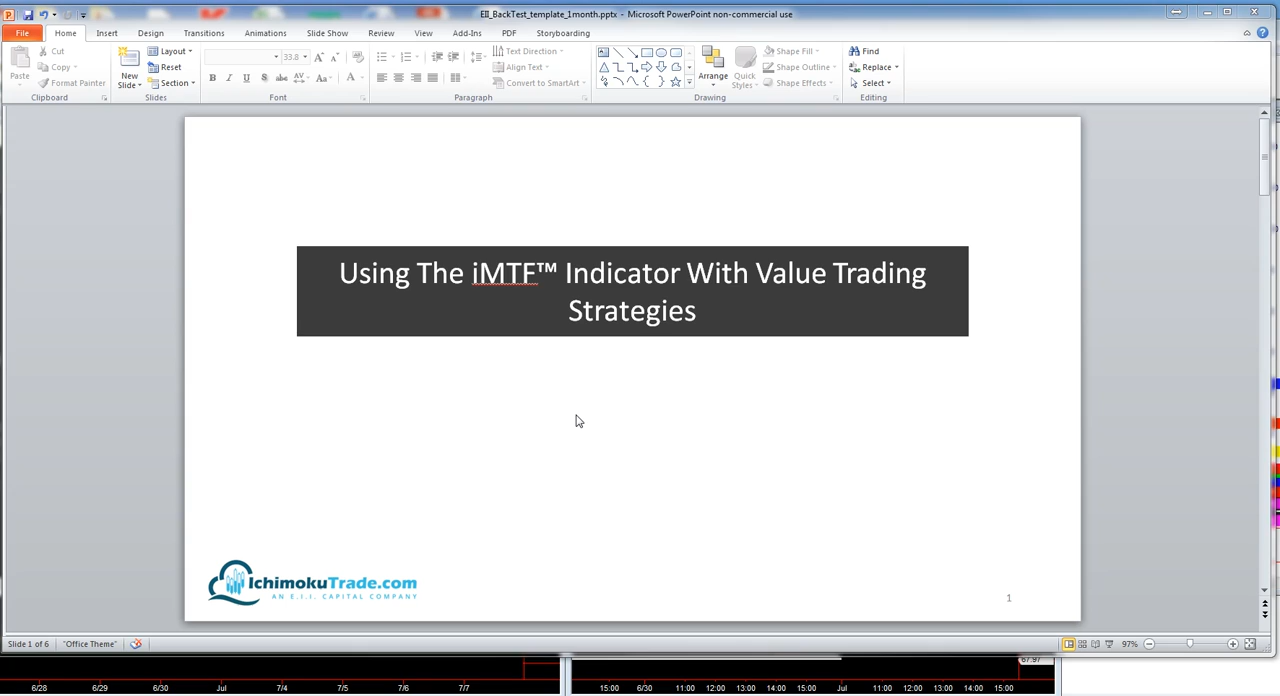 EII_BackTest_template_1month.pptx - Microsoft PowerPoint non-commercial use
File Home Insert Design Transitions Animations Slide Show Review View Add-Ins PDF Storyboarding
Paste
Cut
Copy
Format Painter
Clipboard
New Slide
Layout
Reset
Section
Slides
33.8
Font
Text Direction
Align Text
Convert to SmartArt
Paragraph
Arrange
Quick Styles
Shape Fill
Shape Outline
Shape Effects
Drawing
Find
Replace
Select
Editing
Using The iMTF™ Indicator With Value Trading
Strategies
IchimokuTrade.com
AN E.I.I. CAPITAL COMPANY
1
Slide 1 of 6 "Office Theme" 97%
67.97
6/28 6/29 6/30 Jul 7/4 7/5 7/6 7/7 15:00 6/30 11:00 12:00 13:00 14:00 15:00 Jul 11:00 12:00 13:00 14:00 15:00